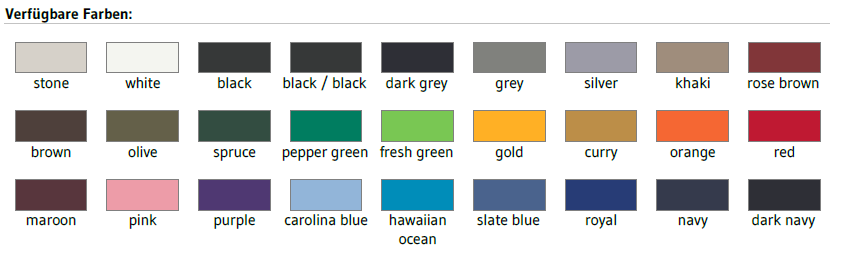 Verfügbare Farben:
stone white black black / black dark grey grey silver khaki rose brown
brown olive spruce pepper green fresh green gold curry orange red
maroon pink purple carolina blue hawaiian ocean slate blue royal navy dark navy